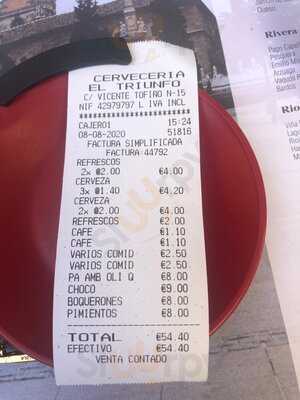 CERVECERIA
EL TRIUNFO
C/ VICENTE TOFIRO N-15
NIF 42979797 L IVA INCL
CAJERO1 15:24
08-08-2020 51816
FACTURA SIMPLIFICADA
FACTURA 44792
REFRESCOS
2x @2.00 €4.00
CERVEZA
3x @1.40 €4.20
CERVEZA
2x @2.00 €4.00
REFRESCOS €2.00
CAFE €1.10
CAFE €1.10
VARIOS COMID €2.50
VARIOS COMID €2.50
PA AMB OLI Q €8.00
CHOCO €9.00
BOQUERONES €8.00
PIMIENTOS €8.00
TOTAL €54.40
EFECTIVO €54.40
VENTA CONTADO
Rivera